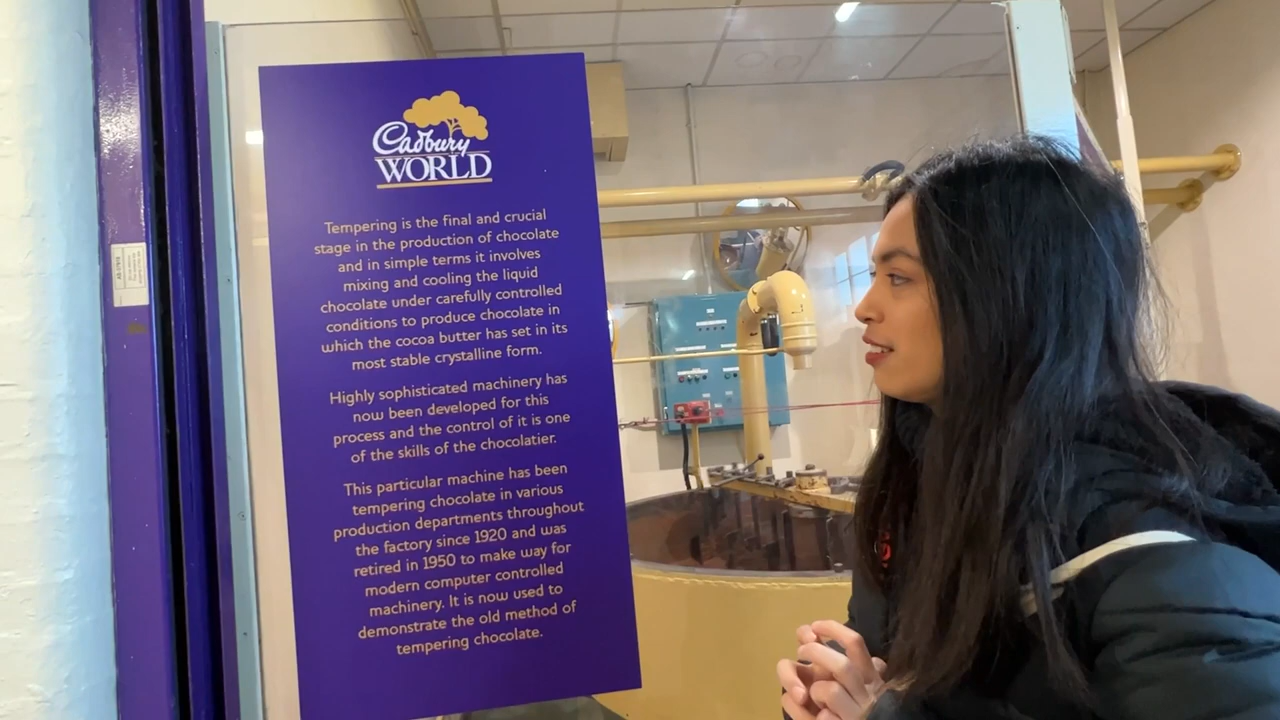 Cadbury
WORLD
Tempering is the final and crucial
stage in the production of chocolate
and in simple terms it involves
mixing and cooling the liquid
chocolate under carefully controlled
conditions to produce chocolate in
which the cocoa butter has set in its
most stable crystalline form.
Highly sophisticated machinery has
now been developed for this
process and the control of it is one
of the skills of the chocolatier.
This particular machine has been
tempering chocolate in various
production departments throughout
the factory since 1920 and was
retired in 1950 to make way for
modern computer controlled
machinery. It is now used to
demonstrate the old method of
tempering chocolate.